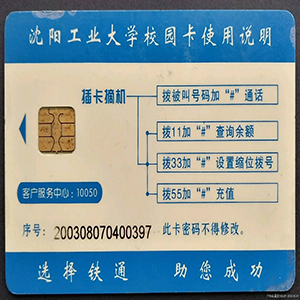 沈阳工业大学校园卡使用说明
插卡摘机
拨被叫号码加“#”通话
拨11加“#”查询余额
拨33加“#”设置缩位拨号
拨55加“#”充值
客户服务中心：10050
序号：200308070400397 此卡密码不得修改。
选择铁通 助您成功